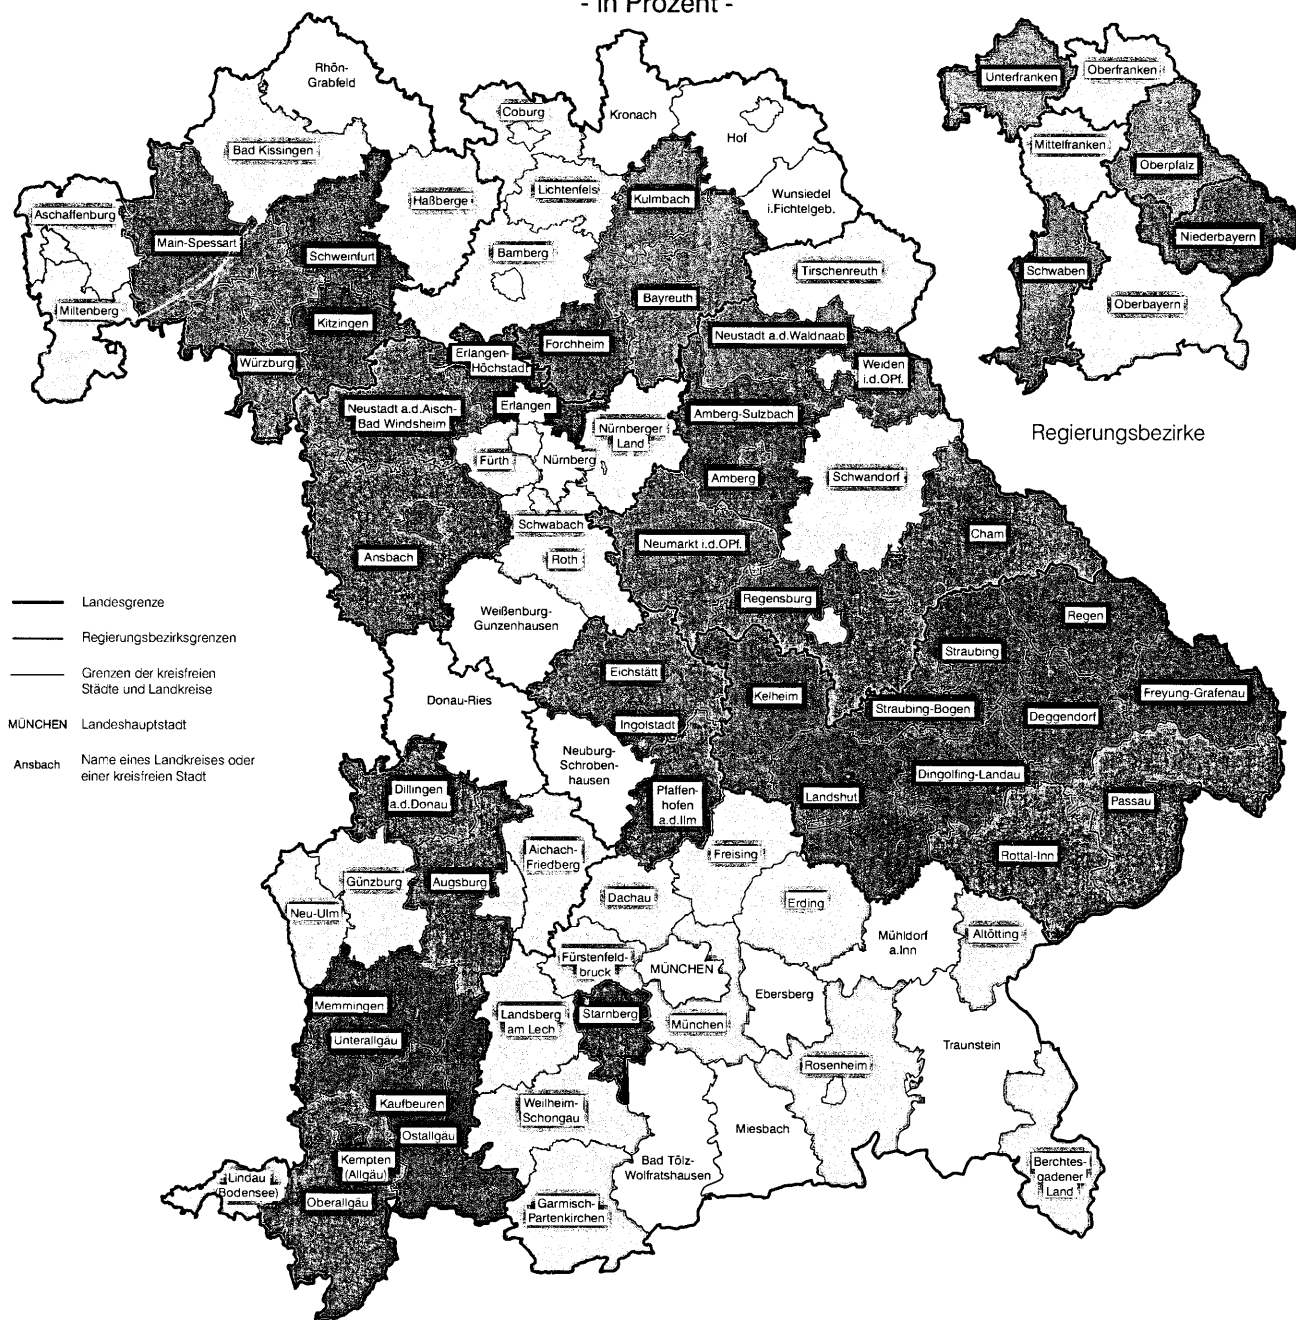 - in Prozent -
Rhön-
Grabfeld
Coburg
Kronach
Hof
Bad Kissingen
Lichtenfels
Kulmbach
Wunsiedel
i.Fichtelgeb.
Haßberge
Aschaffenburg
Main-Spessart
Schweinfurt
Bamberg
Tirschenreuth
Miltenberg
Bayreuth
Kitzingen
Neustadt a.d.Waldnaab
Würzburg
Erlangen-
Höchstadt
Forchheim
Weiden
i.d.OPf.
Neustadt a.d.Aisch-
Bad Windsheim
Erlangen
Nürnberger
Land
Amberg-Sulzbach
Fürth
Nürnberg
Amberg
Schwandorf
Schwabach
Roth
Ansbach
Neumarkt i.d.OPf.
Cham
Weißenburg-
Gunzenhausen
Regensburg
Regen
Straubing
Eichstätt
Kelheim
Freyung-Grafenau
Donau-Ries
Ingolstadt
Straubing-Bogen
Deggendorf
Neuburg-
Schroben-
hausen
Dingolfing-Landau
Dillingen
a.d.Donau
Pfaffen-
hofen
a.d.Ilm
Landshut
Passau
Aichach-
Friedberg
Freising
Rottal-Inn
Günzburg
Augsburg
Dachau
Erding
Neu-Ulm
Mühldorf
a.Inn
Altötting
Fürstenfeld-
bruck
MÜNCHEN
Ebersberg
Memmingen
Landsberg
am Lech
Starnberg
München
Unterallgäu
Traunstein
Rosenheim
Kaufbeuren
Weilheim-
Schongau
Ostallgäu
Miesbach
Kempten
(Allgäu)
Bad Tölz-
Wolfratshausen
Lindau
(Bodensee)
Oberallgäu
Garmisch-
Partenkirchen
Berchtes-
gadener
Land
Unterfranken
Oberfranken
Mittelfranken
Oberpfalz
Niederbayern
Schwaben
Oberbayern
Regierungsbezirke
Landesgrenze
Regierungsbezirksgrenzen
Grenzen der kreisfreien
Städte und Landkreise
MÜNCHEN Landeshauptstadt
Ansbach Name eines Landkreises oder
einer kreisfreien Stadt